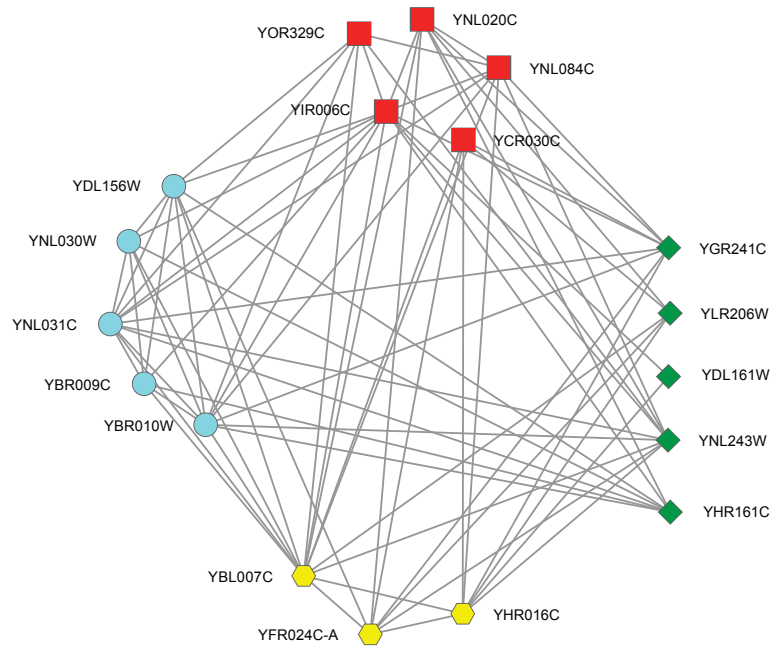 YNL020C
YOR329C
YNL084C
YIR006C
YCR030C
YDL156W
YNL030W
YGR241C
YLR206W
YNL031C
YDL161W
YBR009C
YBR010W
YNL243W
YHR161C
YBL007C
YHR016C
YFR024C-A